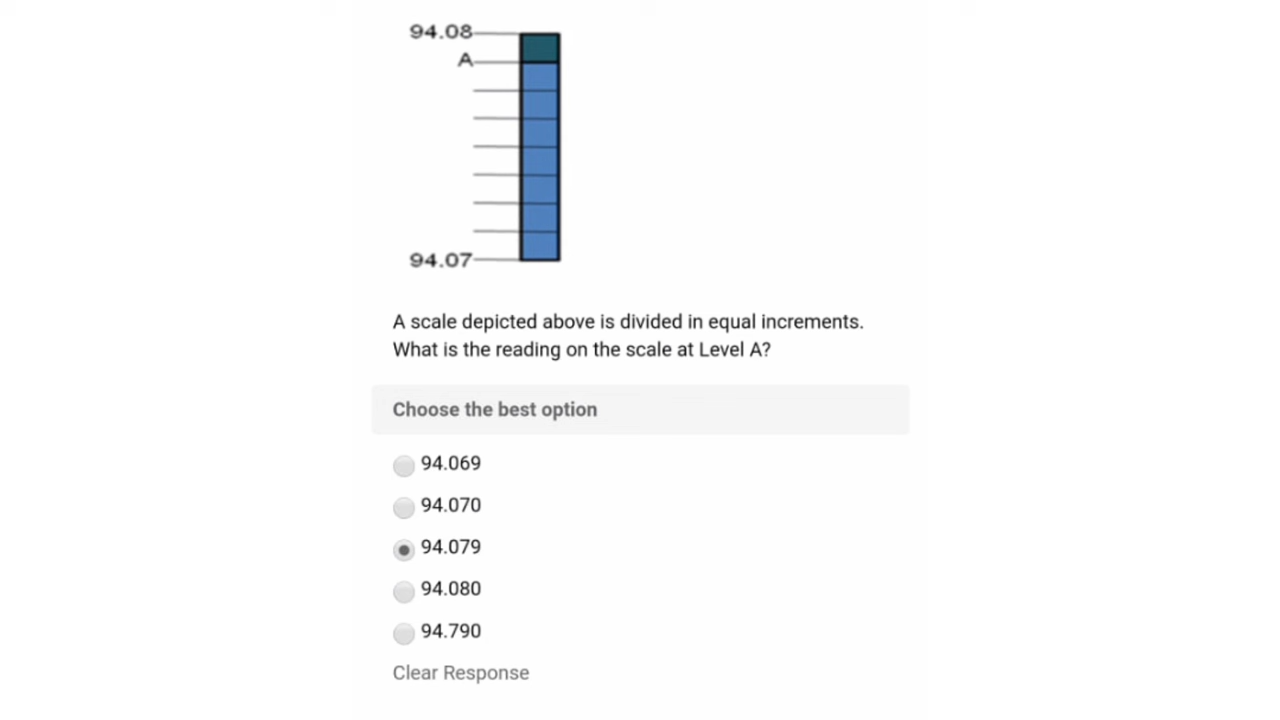 94.08
A
94.07
A scale depicted above is divided in equal increments.
What is the reading on the scale at Level A?
Choose the best option
94.069
94.070
94.079
94.080
94.790
Clear Response